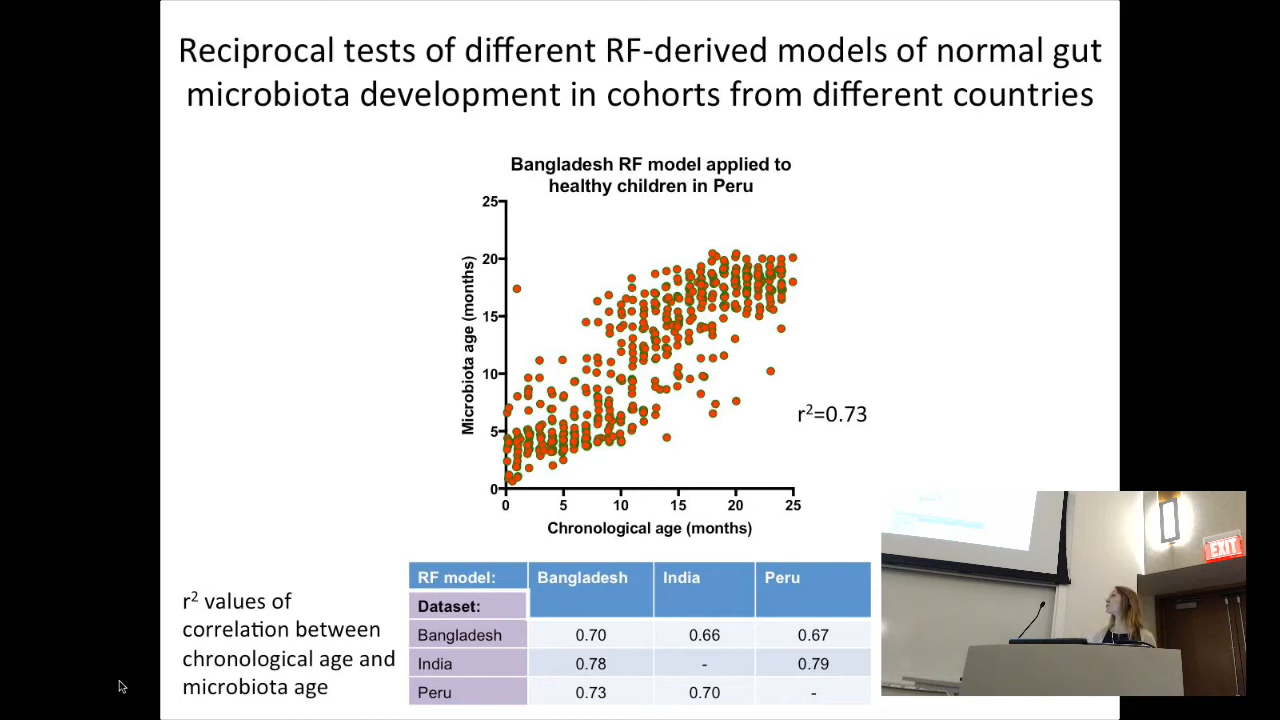 Reciprocal tests of different RF-derived models of normal gut
microbiota development in cohorts from different countries
Bangladesh RF model applied to
healthy children in Peru
Microbiota age (months)
25
20
15
10
5
0
0 5 10 15 20 25
Chronological age (months)
r²=0.73
r² values of
correlation between
chronological age and
microbiota age
RF model: Bangladesh India Peru
Dataset:
Bangladesh 0.70 0.66 0.67
India 0.78 - 0.79
Peru 0.73 0.70 -
EXIT